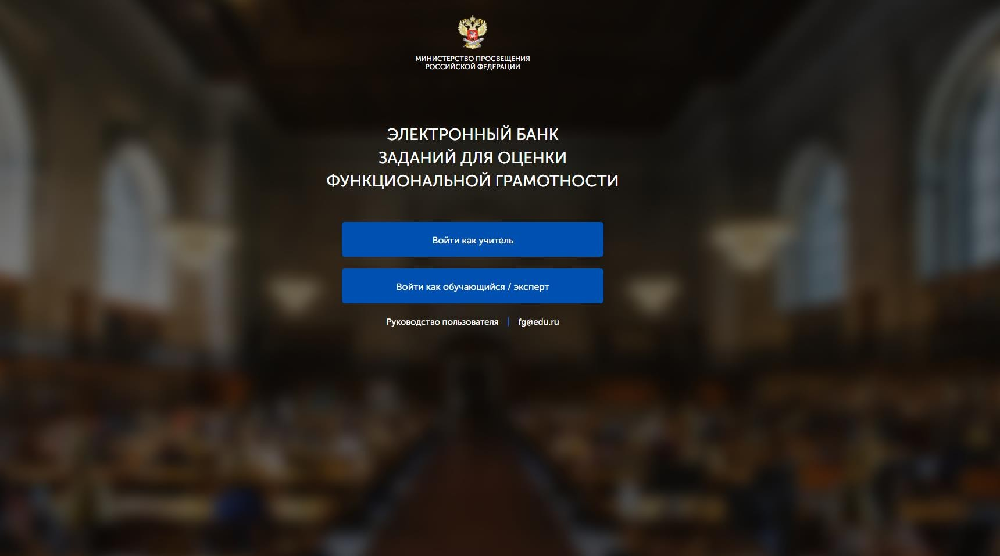 МИНИСТЕРСТВО ПРОСВЕЩЕНИЯ
РОССИЙСКОЙ ФЕДЕРАЦИИ
ЭЛЕКТРОННЫЙ БАНК
ЗАДАНИЙ ДЛЯ ОЦЕНКИ
ФУНКЦИОНАЛЬНОЙ ГРАМОТНОСТИ
Войти как учитель
Войти как обучающийся / эксперт
Руководство пользователя | fg@edu.ru